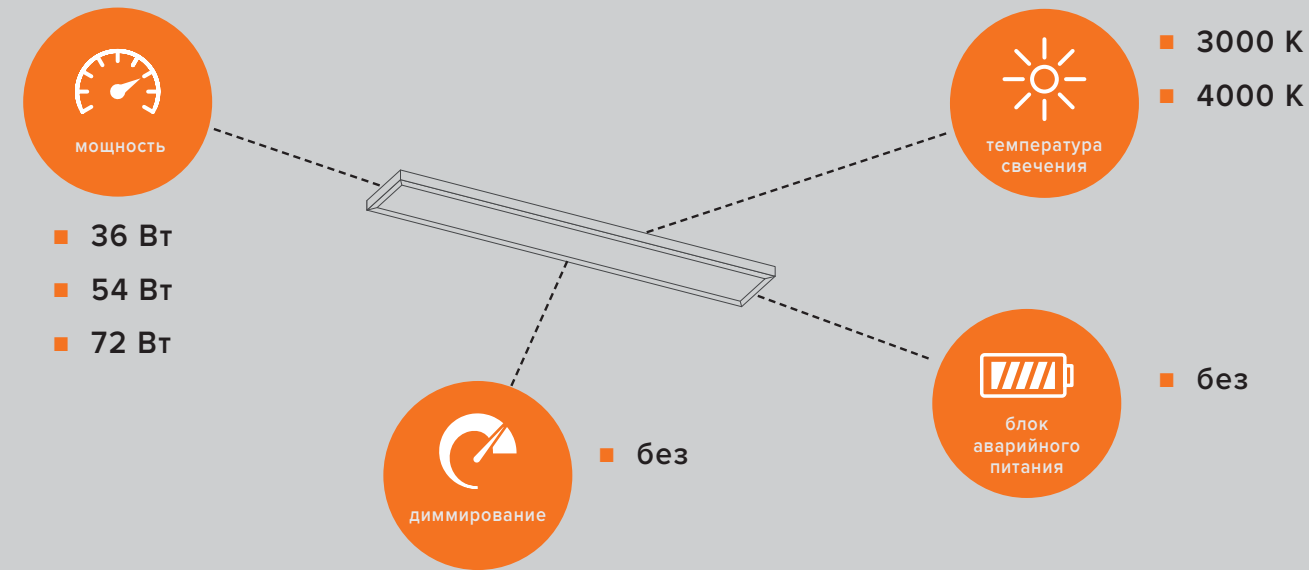 мощность
36 Вт
54 Вт
72 Вт
температура
свечения
3000 К
4000 К
диммирование
без
блок
аварийного
питания
без